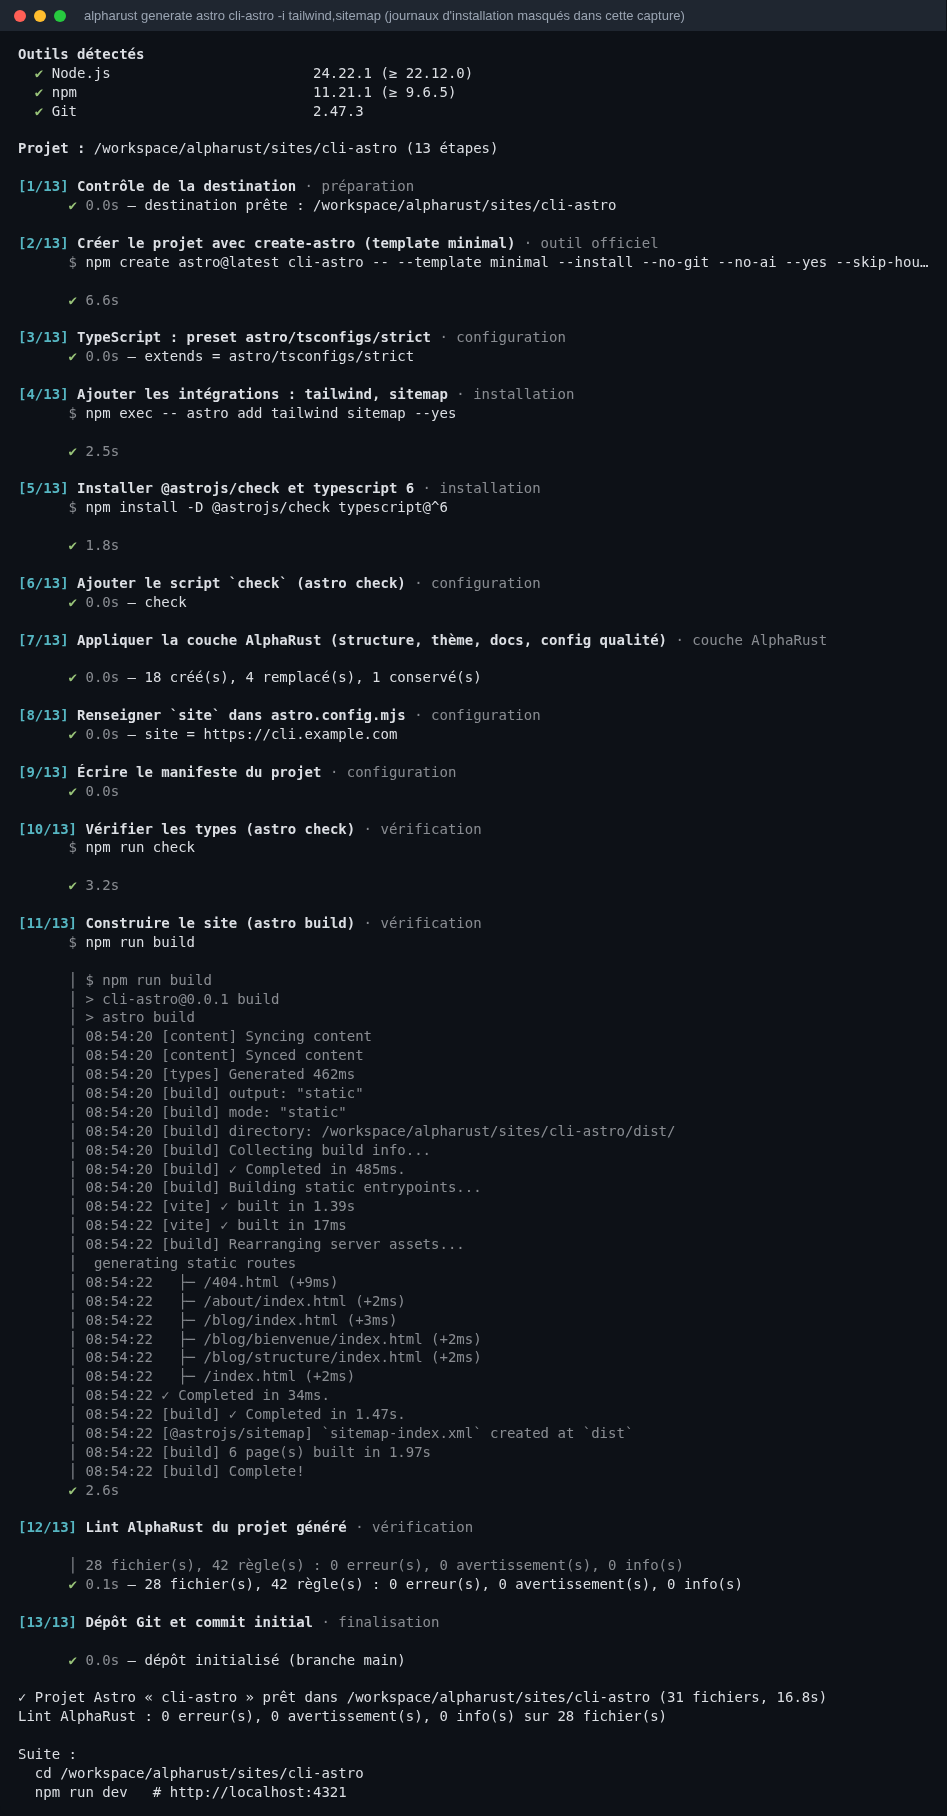 alpharust generate astro cli-astro -i tailwind,sitemap (journaux d'installation masqués dans cette capture)
Outils détectés
✔ Node.js 24.22.1 (≥ 22.12.0)
✔ npm 11.21.1 (≥ 9.6.5)
✔ Git 2.47.3
Projet : /workspace/alpharust/sites/cli-astro (13 étapes)
[1/13] Contrôle de la destination · préparation
✔ 0.0s — destination prête : /workspace/alpharust/sites/cli-astro
[2/13] Créer le projet avec create-astro (template minimal) · outil officiel
$ npm create astro@latest cli-astro -- --template minimal --install --no-git --no-ai --yes --skip-hou…
✔ 6.6s
[3/13] TypeScript : preset astro/tsconfigs/strict · configuration
✔ 0.0s — extends = astro/tsconfigs/strict
[4/13] Ajouter les intégrations : tailwind, sitemap · installation
$ npm exec -- astro add tailwind sitemap --yes
✔ 2.5s
[5/13] Installer @astrojs/check et typescript 6 · installation
$ npm install -D @astrojs/check typescript@^6
✔ 1.8s
[6/13] Ajouter le script `check` (astro check) · configuration
✔ 0.0s — check
[7/13] Appliquer la couche AlphaRust (structure, thème, docs, config qualité) · couche AlphaRust
✔ 0.0s — 18 créé(s), 4 remplacé(s), 1 conservé(s)
[8/13] Renseigner `site` dans astro.config.mjs · configuration
✔ 0.0s — site = https://cli.example.com
[9/13] Écrire le manifeste du projet · configuration
✔ 0.0s
[10/13] Vérifier les types (astro check) · vérification
$ npm run check
✔ 3.2s
[11/13] Construire le site (astro build) · vérification
$ npm run build
│ $ npm run build
│ > cli-astro@0.0.1 build
│ > astro build
│ 08:54:20 [content] Syncing content
│ 08:54:20 [content] Synced content
│ 08:54:20 [types] Generated 462ms
│ 08:54:20 [build] output: "static"
│ 08:54:20 [build] mode: "static"
│ 08:54:20 [build] directory: /workspace/alpharust/sites/cli-astro/dist/
│ 08:54:20 [build] Collecting build info...
│ 08:54:20 [build] ✓ Completed in 485ms.
│ 08:54:20 [build] Building static entrypoints...
│ 08:54:22 [vite] ✓ built in 1.39s
│ 08:54:22 [vite] ✓ built in 17ms
│ 08:54:22 [build] Rearranging server assets...
│ generating static routes
│ 08:54:22 ├─ /404.html (+9ms)
│ 08:54:22 ├─ /about/index.html (+2ms)
│ 08:54:22 ├─ /blog/index.html (+3ms)
│ 08:54:22 ├─ /blog/bienvenue/index.html (+2ms)
│ 08:54:22 ├─ /blog/structure/index.html (+2ms)
│ 08:54:22 ├─ /index.html (+2ms)
│ 08:54:22 ✓ Completed in 34ms.
│ 08:54:22 [build] ✓ Completed in 1.47s.
│ 08:54:22 [@astrojs/sitemap] `sitemap-index.xml` created at `dist`
│ 08:54:22 [build] 6 page(s) built in 1.97s
│ 08:54:22 [build] Complete!
✔ 2.6s
[12/13] Lint AlphaRust du projet généré · vérification
│ 28 fichier(s), 42 règle(s) : 0 erreur(s), 0 avertissement(s), 0 info(s)
✔ 0.1s — 28 fichier(s), 42 règle(s) : 0 erreur(s), 0 avertissement(s), 0 info(s)
[13/13] Dépôt Git et commit initial · finalisation
✔ 0.0s — dépôt initialisé (branche main)
✓ Projet Astro « cli-astro » prêt dans /workspace/alpharust/sites/cli-astro (31 fichiers, 16.8s)
Lint AlphaRust : 0 erreur(s), 0 avertissement(s), 0 info(s) sur 28 fichier(s)
Suite :
cd /workspace/alpharust/sites/cli-astro
npm run dev # http://localhost:4321